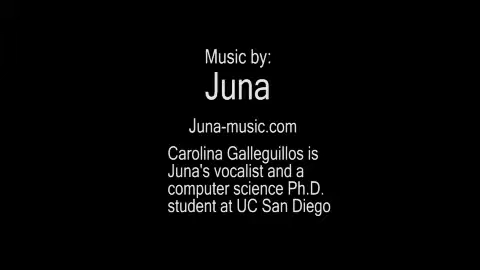 Music by:
Juna
Juna-music.com
Carolina Galleguillos is
Juna's vocalist and a
computer science Ph.D.
student at UC San Diego